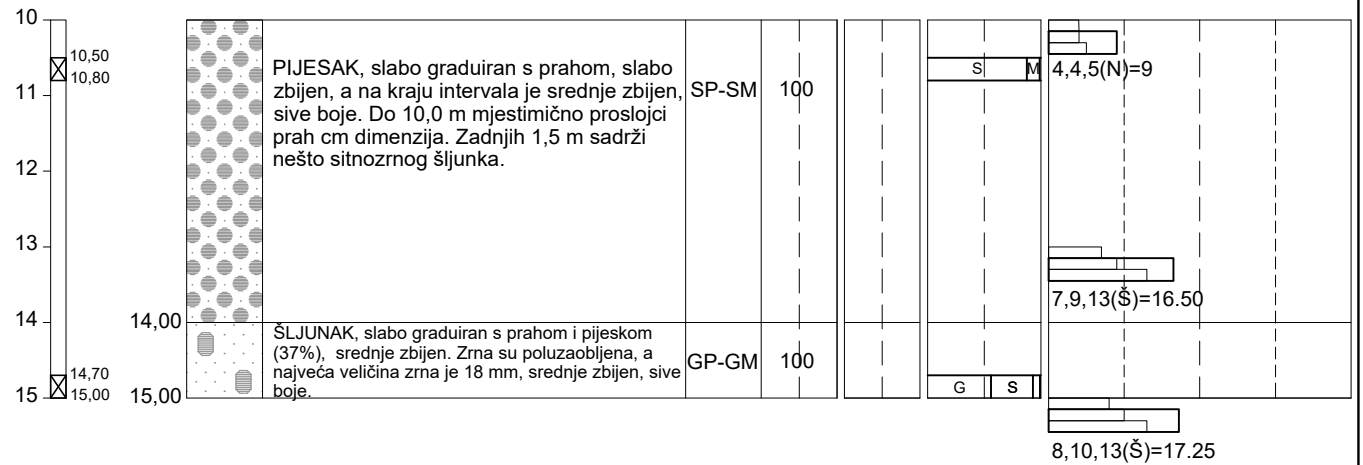 10
10,50
10,80
11
12
13
14
14,70
15,00
15
14,00
15,00
PIJESAK, slabo graduiran s prahom, slabo
zbijen, a na kraju intervala je srednje zbijen,
sive boje. Do 10,0 m mjestimično proslojci
prah cm dimenzija. Zadnjih 1,5 m sadrži
nešto sitnozrnog šljunka.
SP-SM
100
S
M
4,4,5(N)=9
7,9,13(Š)=16.50
ŠLJUNAK, slabo graduiran s prahom i pijeskom
(37%), srednje zbijen. Zrna su poluzaobljena, a
najveća veličina zrna je 18 mm, srednje zbijen, sive
boje.
GP-GM
100
G
S
8,10,13(Š)=17.25